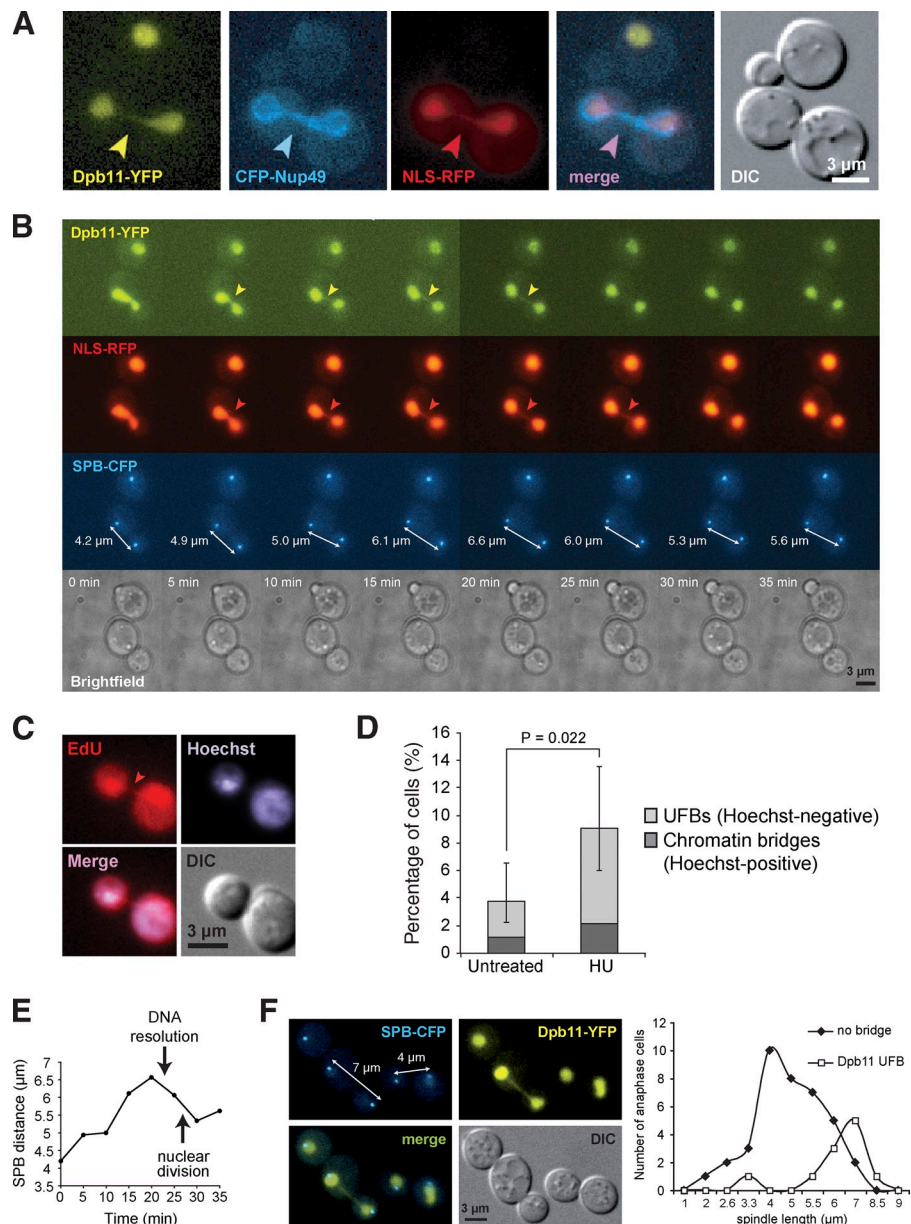 A
Dpb11-YFP
CFP-Nup49
NLS-RFP
merge
DIC
3 µm
B
Dpb11-YFP
NLS-RFP
SPB-CFP
4.2 µm
4.9 µm
5.0 µm
6.1 µm
6.6 µm
6.0 µm
5.3 µm
5.6 µm
0 min
5 min
10 min
15 min
20 min
25 min
30 min
35 min
Brightfield
3 µm
C
EdU
Hoechst
Merge
DIC
3 µm
D
P = 0.022
Percentage of cells (%)
16
14
12
10
8
6
4
2
0
Untreated
HU
UFBs (Hoechst-negative)
Chromatin bridges
(Hoechst-positive)
E
DNA
resolution
SPB distance (µm)
7
6.5
6
5.5
5
4.5
4
3.5
nuclear
division
0 5 10 15 20 25 30 35
Time (min)
F
SPB-CFP
7 µm
4 µm
Dpb11-YFP
merge
DIC
3 µm
no bridge
Dpb11 UFB
Number of anaphase cells
12
10
8
6
4
2
0
1 2 2.6 3.3 4 5 5.6 6 7 8.5 9
spindle length (µm)